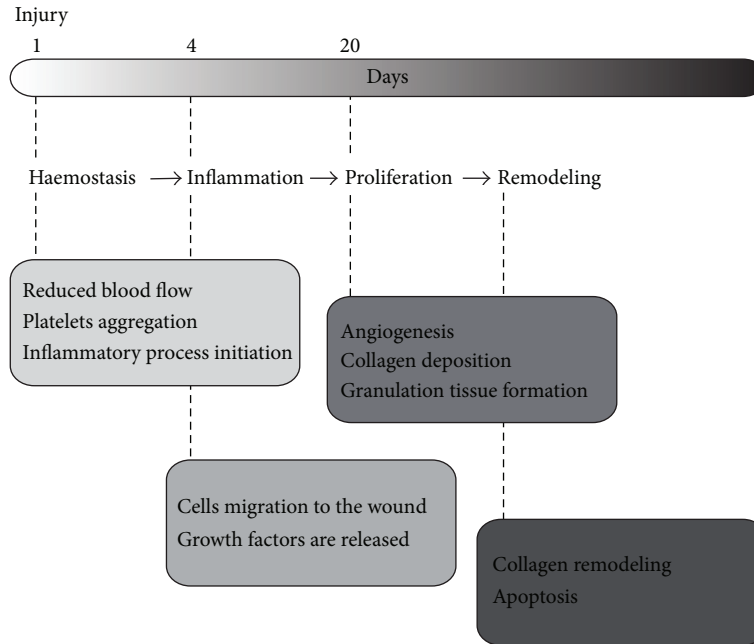 Injury
1 4 20
Days
Haemostasis → Inflammation → Proliferation → Remodeling
Reduced blood flow
Platelets aggregation
Inflammatory process initiation
Angiogenesis
Collagen deposition
Granulation tissue formation
Cells migration to the wound
Growth factors are released
Collagen remodeling
Apoptosis